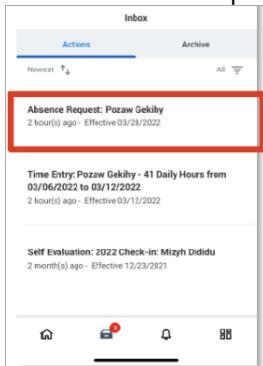 Inbox
Actions Archive
Newest All
Absence Request: Pozaw Gekihy
2 hour(s) ago - Effective 03/28/2022
Time Entry: Pozaw Gekihy - 41 Daily Hours from
03/06/2022 to 03/12/2022
2 hour(s) ago - Effective 03/12/2022
Self Evaluation: 2022 Check-in: Mizyh Dididu
2 month(s) ago - Effective 12/23/2021